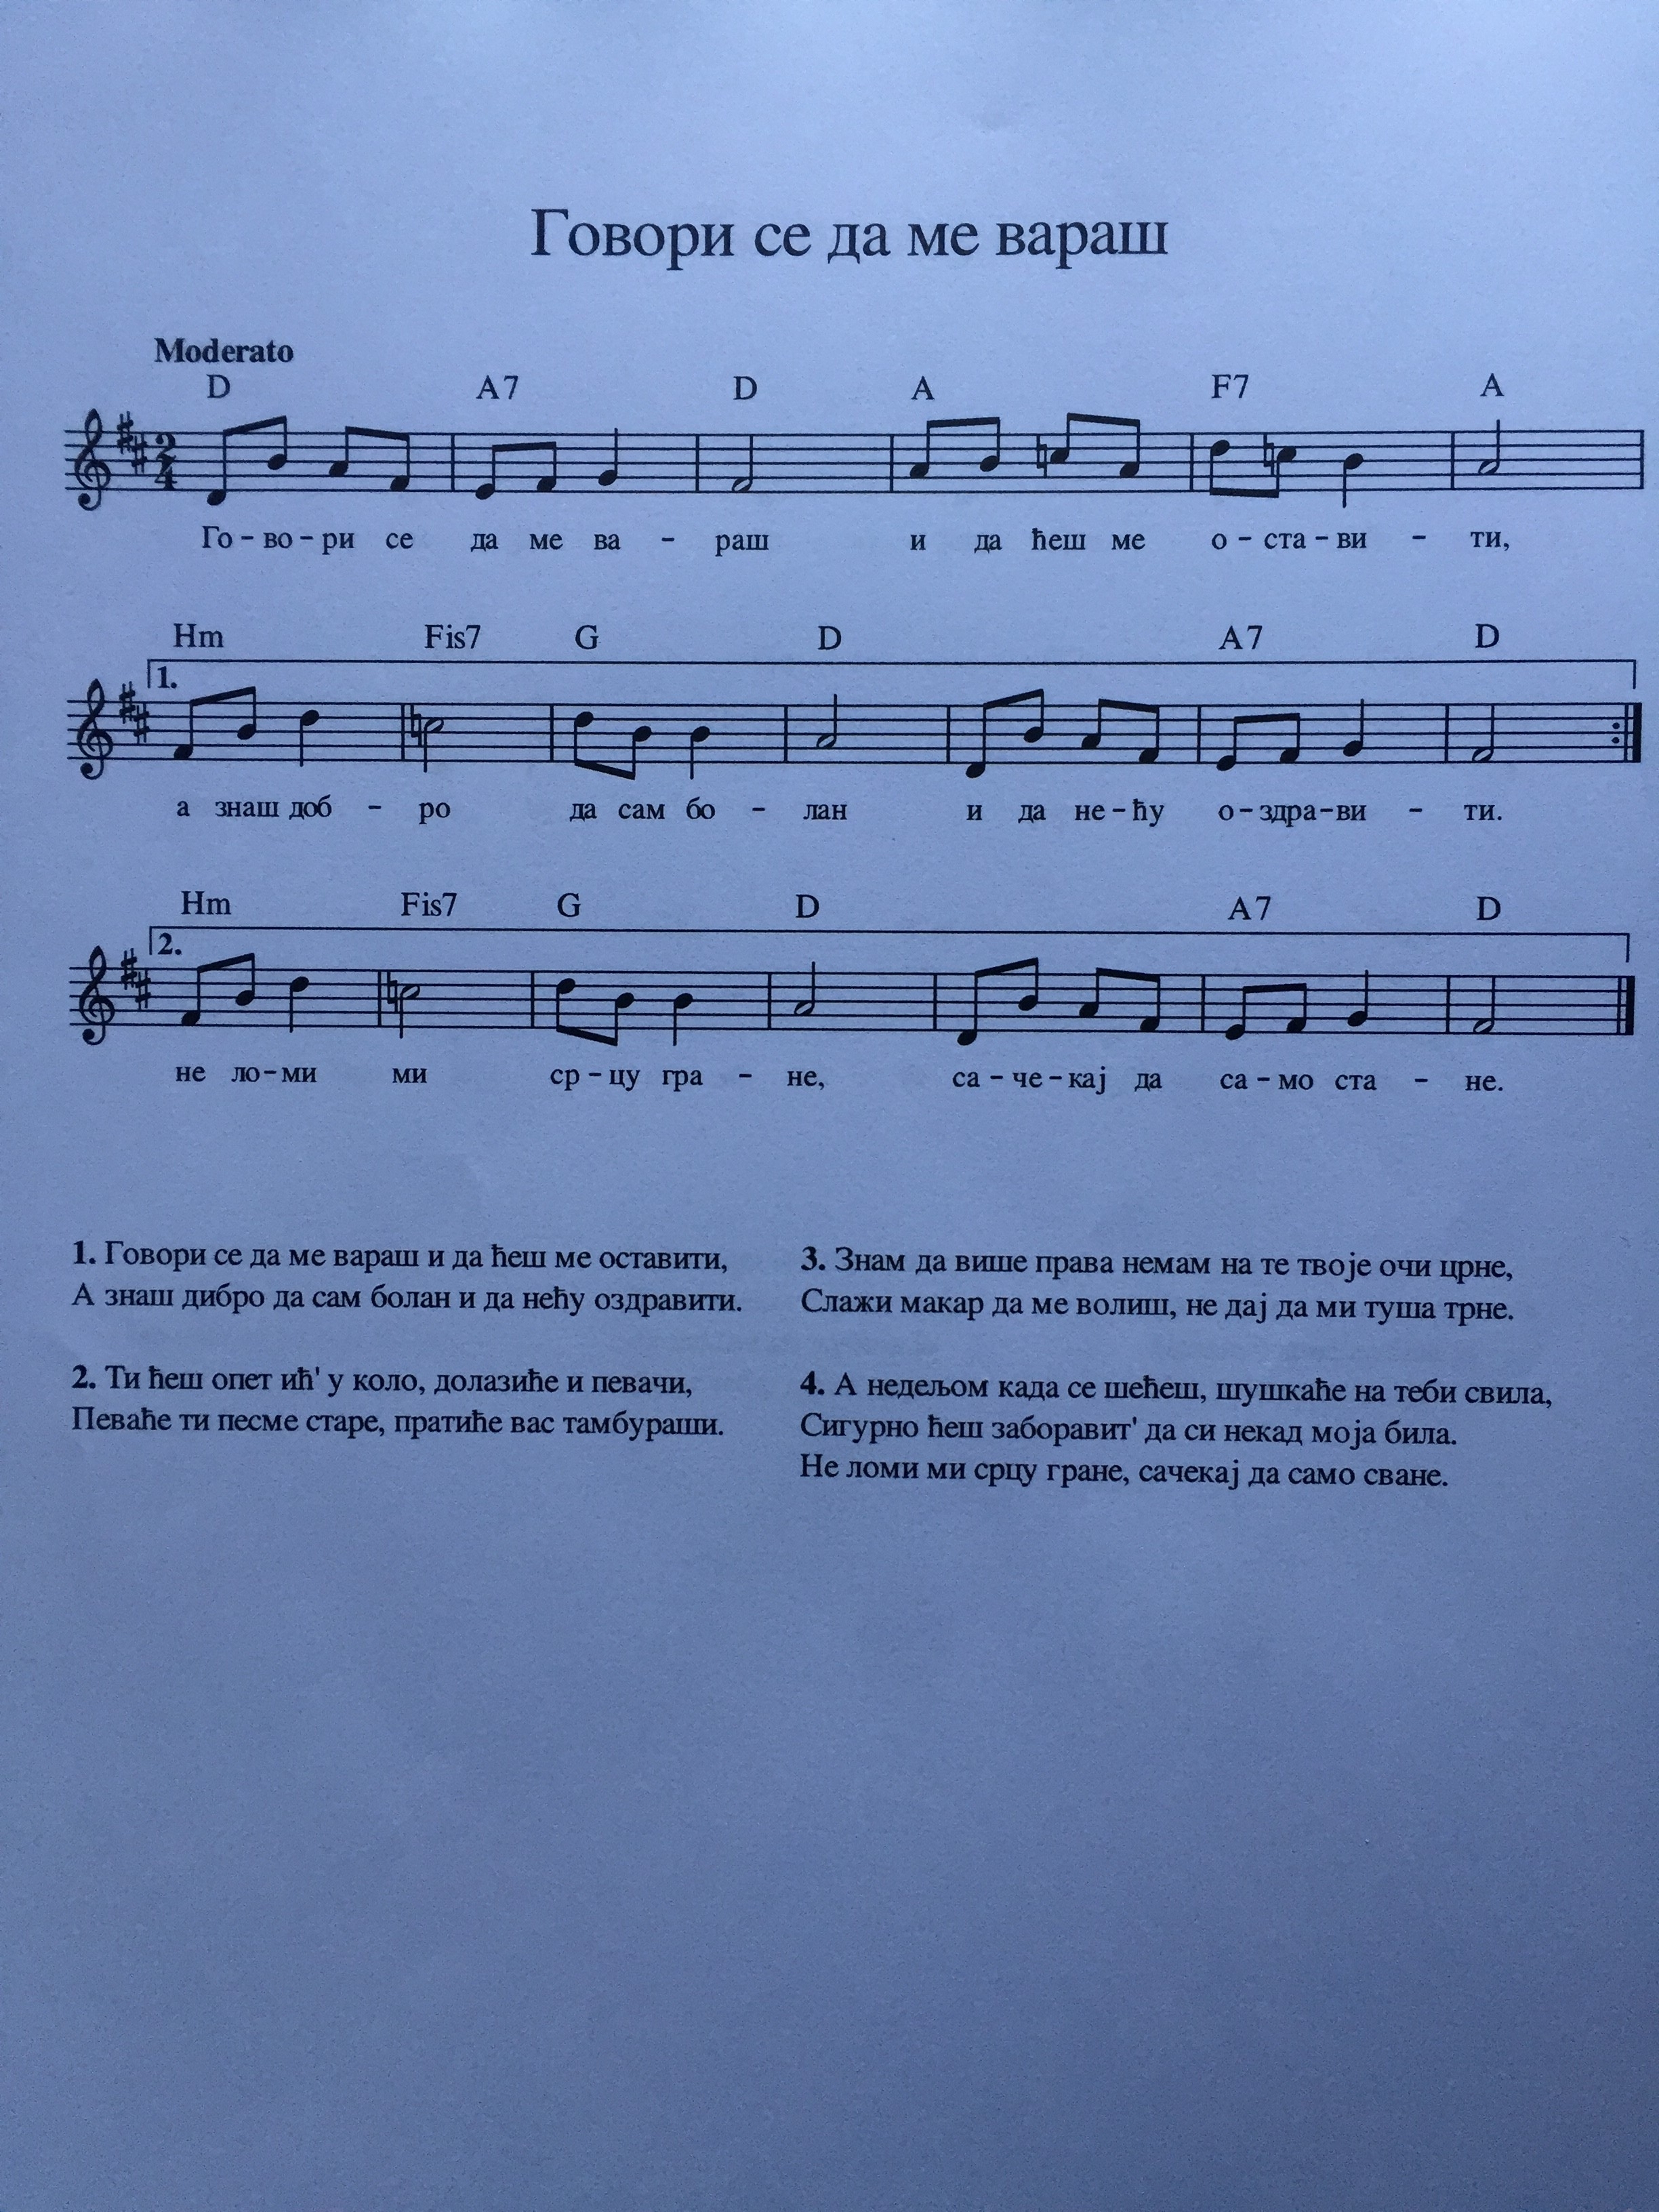 Говори се да ме вараш
Moderato
D A7 D A F7 A
Го - во - ри се да ме ва - раш и да ћеш ме о - ста - ви - ти,
Hm Fis7 G D A7 D
1.
а знаш доб - ро да сам бо - лан и да не - ћу о - здра - ви - ти.
Hm Fis7 G D A7 D
2.
не ло - ми ми ср - цу гра - не, са - че - кај да са - мо ста - не.
1. Говори се да ме вараш и да ћеш ме оставити,
А знаш дибро да сам болан и да нећу оздравити.
2. Ти ћеш опет ић' у коло, долазиће и певачи,
Певаће ти песме старе, пратиће вас тамбураши.
3. Знам да више права немам на те твоје очи црне,
Слажи макар да ме волиш, не дај да ми туша трне.
4. А недељом када се шећеш, шушкаће на теби свила,
Сигурно ћеш заборавит' да си некад моја била.
Не ломи ми срцу гране, сачекај да само сване.